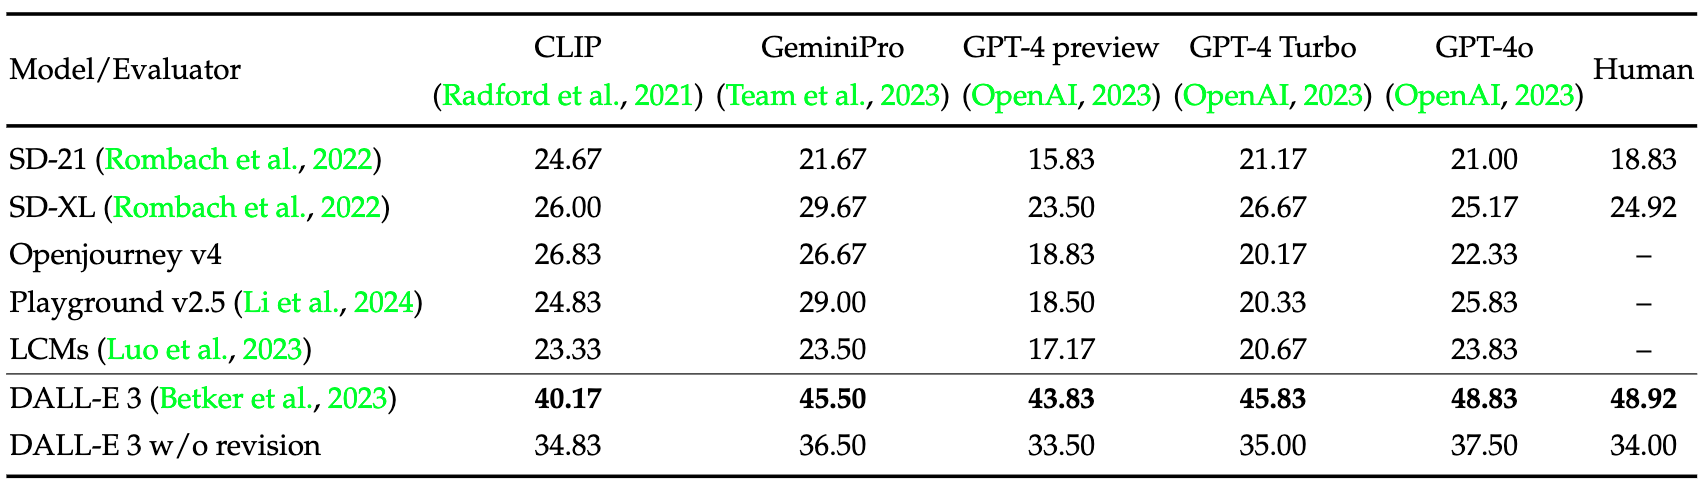 Model/Evaluator CLIP (Radford et al., 2021) GeminiPro (Team et al., 2023) GPT-4 preview (OpenAI, 2023) GPT-4 Turbo (OpenAI, 2023) GPT-4o (OpenAI, 2023) Human
SD-21 (Rombach et al., 2022) 24.67 21.67 15.83 21.17 21.00 18.83
SD-XL (Rombach et al., 2022) 26.00 29.67 23.50 26.67 25.17 24.92
Openjourney v4 26.83 26.67 18.83 20.17 22.33 –
Playground v2.5 (Li et al., 2024) 24.83 29.00 18.50 20.33 25.83 –
LCMs (Luo et al., 2023) 23.33 23.50 17.17 20.67 23.83 –
DALL-E 3 (Betker et al., 2023) 40.17 45.50 43.83 45.83 48.83 48.92
DALL-E 3 w/o revision 34.83 36.50 33.50 35.00 37.50 34.00